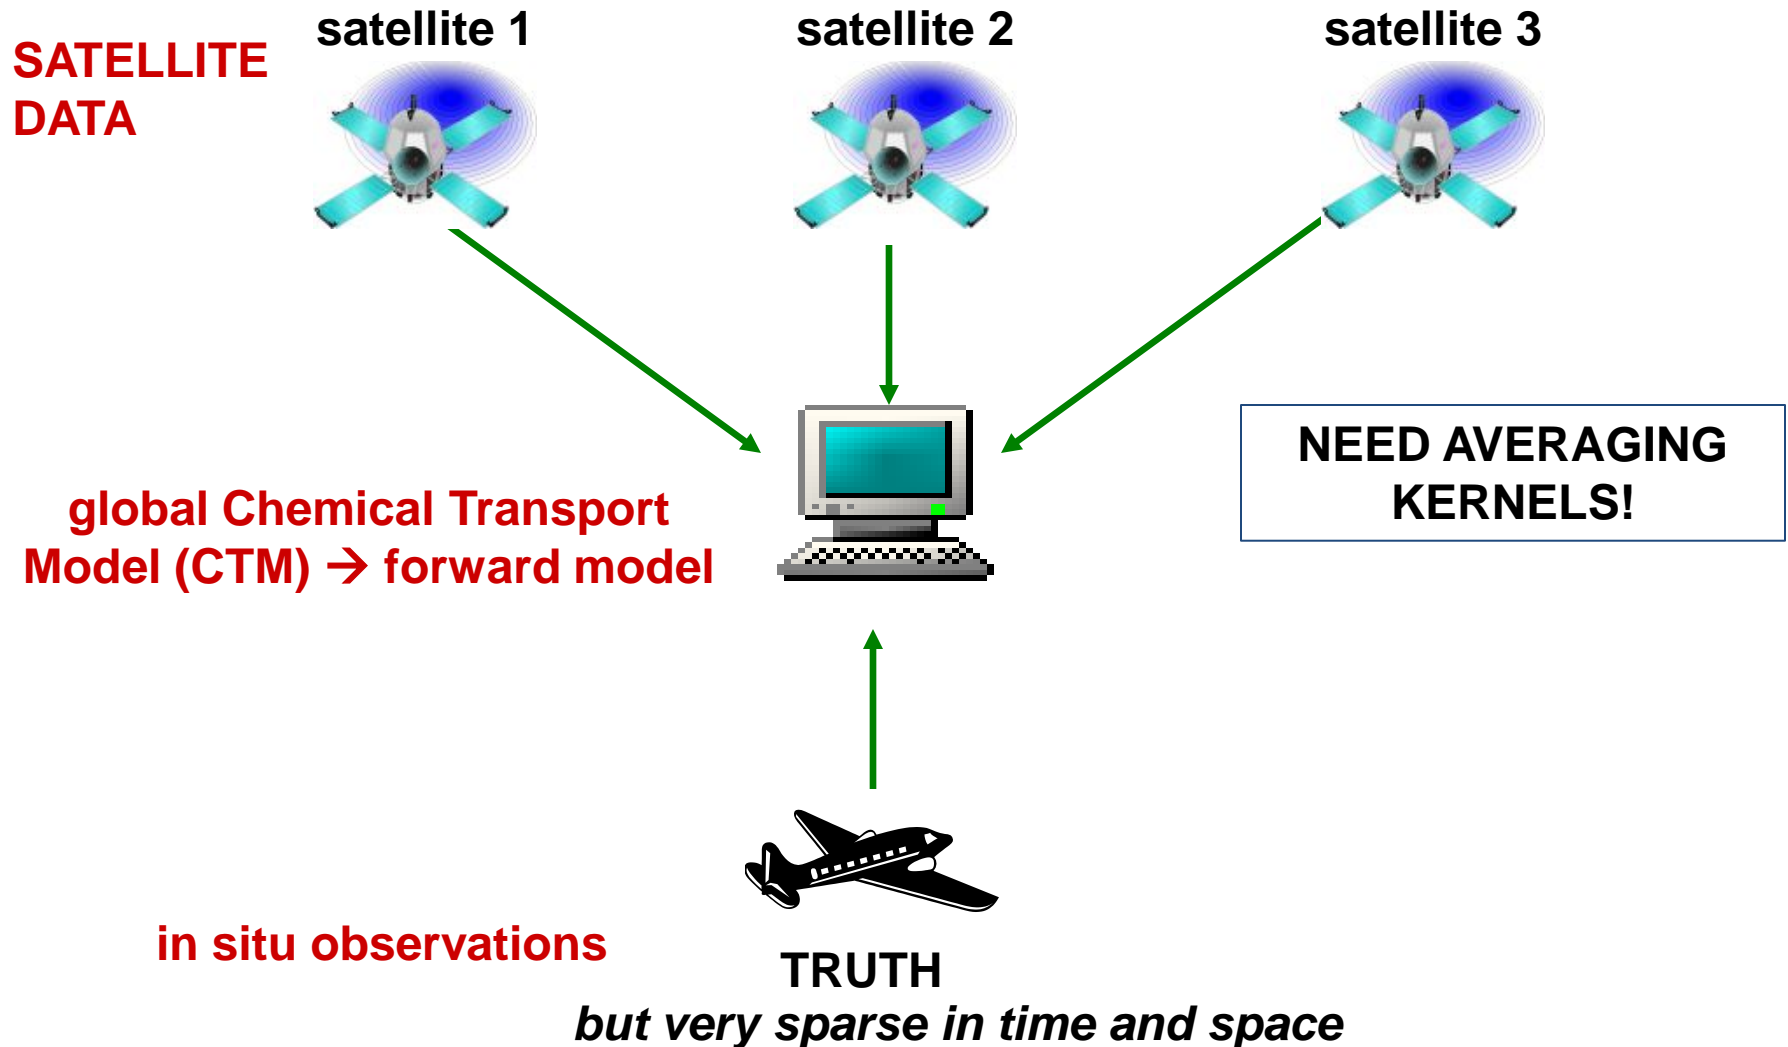 satellite 1
satellite 2
satellite 3
SATELLITE
DATA
NEED AVERAGING
KERNELS!
global Chemical Transport
Model (CTM) → forward model
in situ observations
TRUTH
but very sparse in time and space